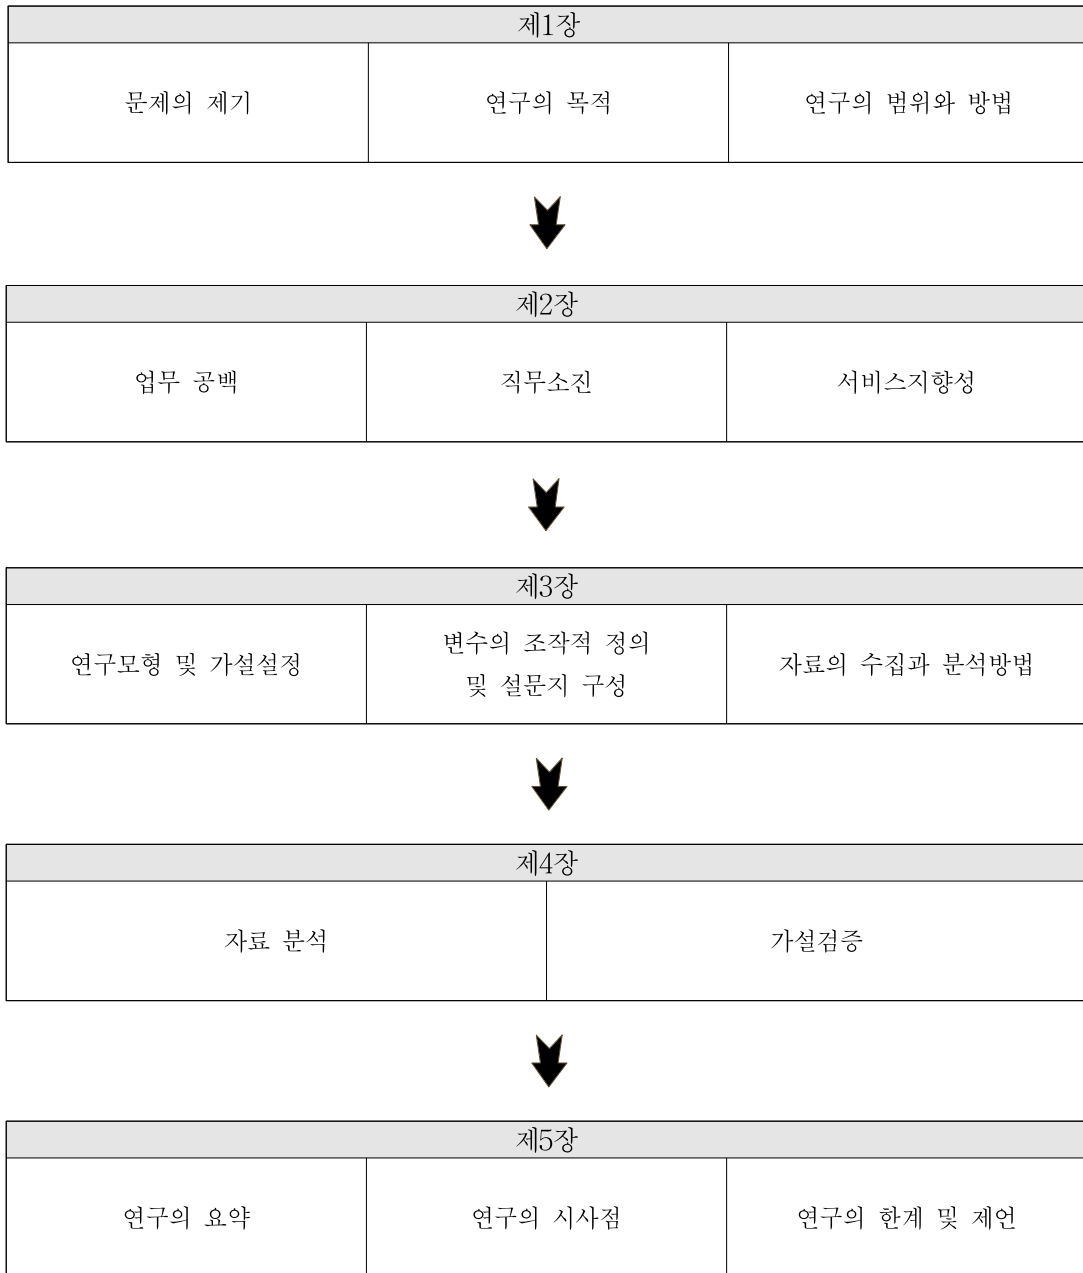 제1장
문제의 제기
연구의 목적
연구의 범위와 방법
제2장
업무 공백
직무소진
서비스지향성
제3장
연구모형 및 가설설정
변수의 조작적 정의
및 설문지 구성
자료의 수집과 분석방법
제4장
자료 분석
가설검증
제5장
연구의 요약
연구의 시사점
연구의 한계 및 제언